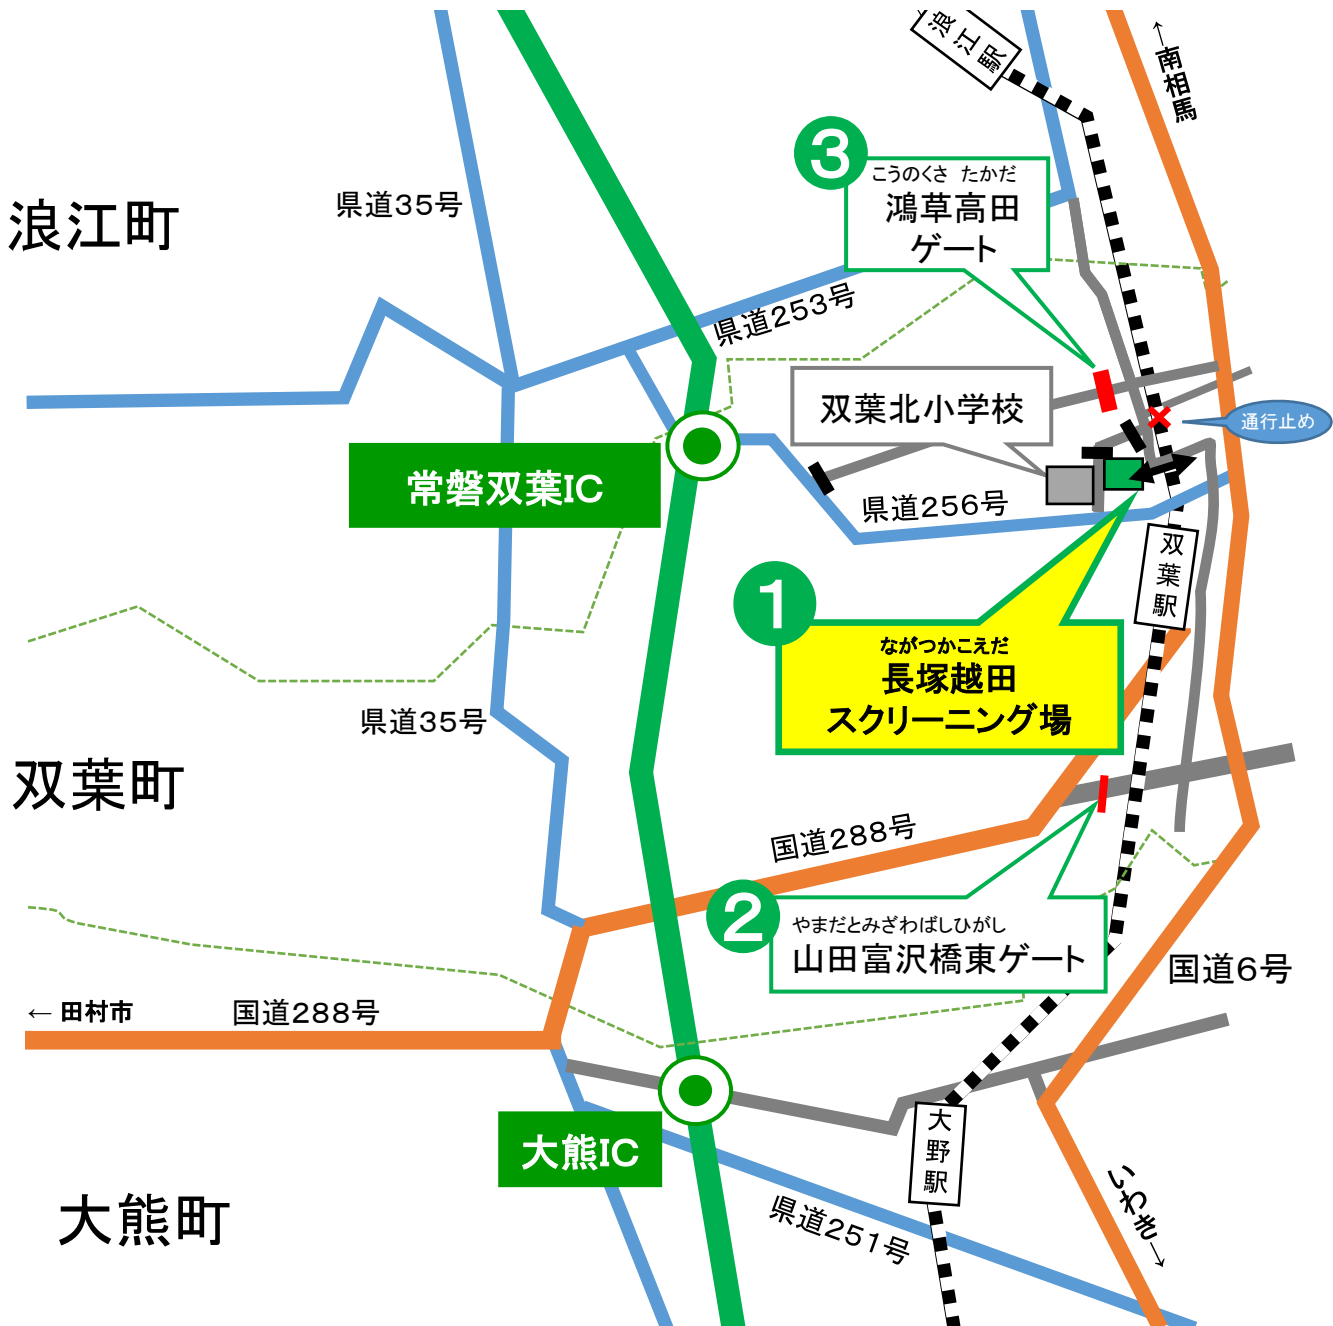 浪江駅
←南相馬
3
こうのくさ たかだ
鴻草高田
ゲート
県道35号
浪江町
県道253号
双葉北小学校
通行止め
常磐双葉IC
県道256号
双葉駅
1
ながつかこえだ
長塚越田
スクリーニング場
県道35号
双葉町
国道288号
2
やまだとみざわばしひがし
山田富沢橋東ゲート
国道6号
← 田村市
国道288号
大熊IC
大野駅
いわき→
県道251号
大熊町